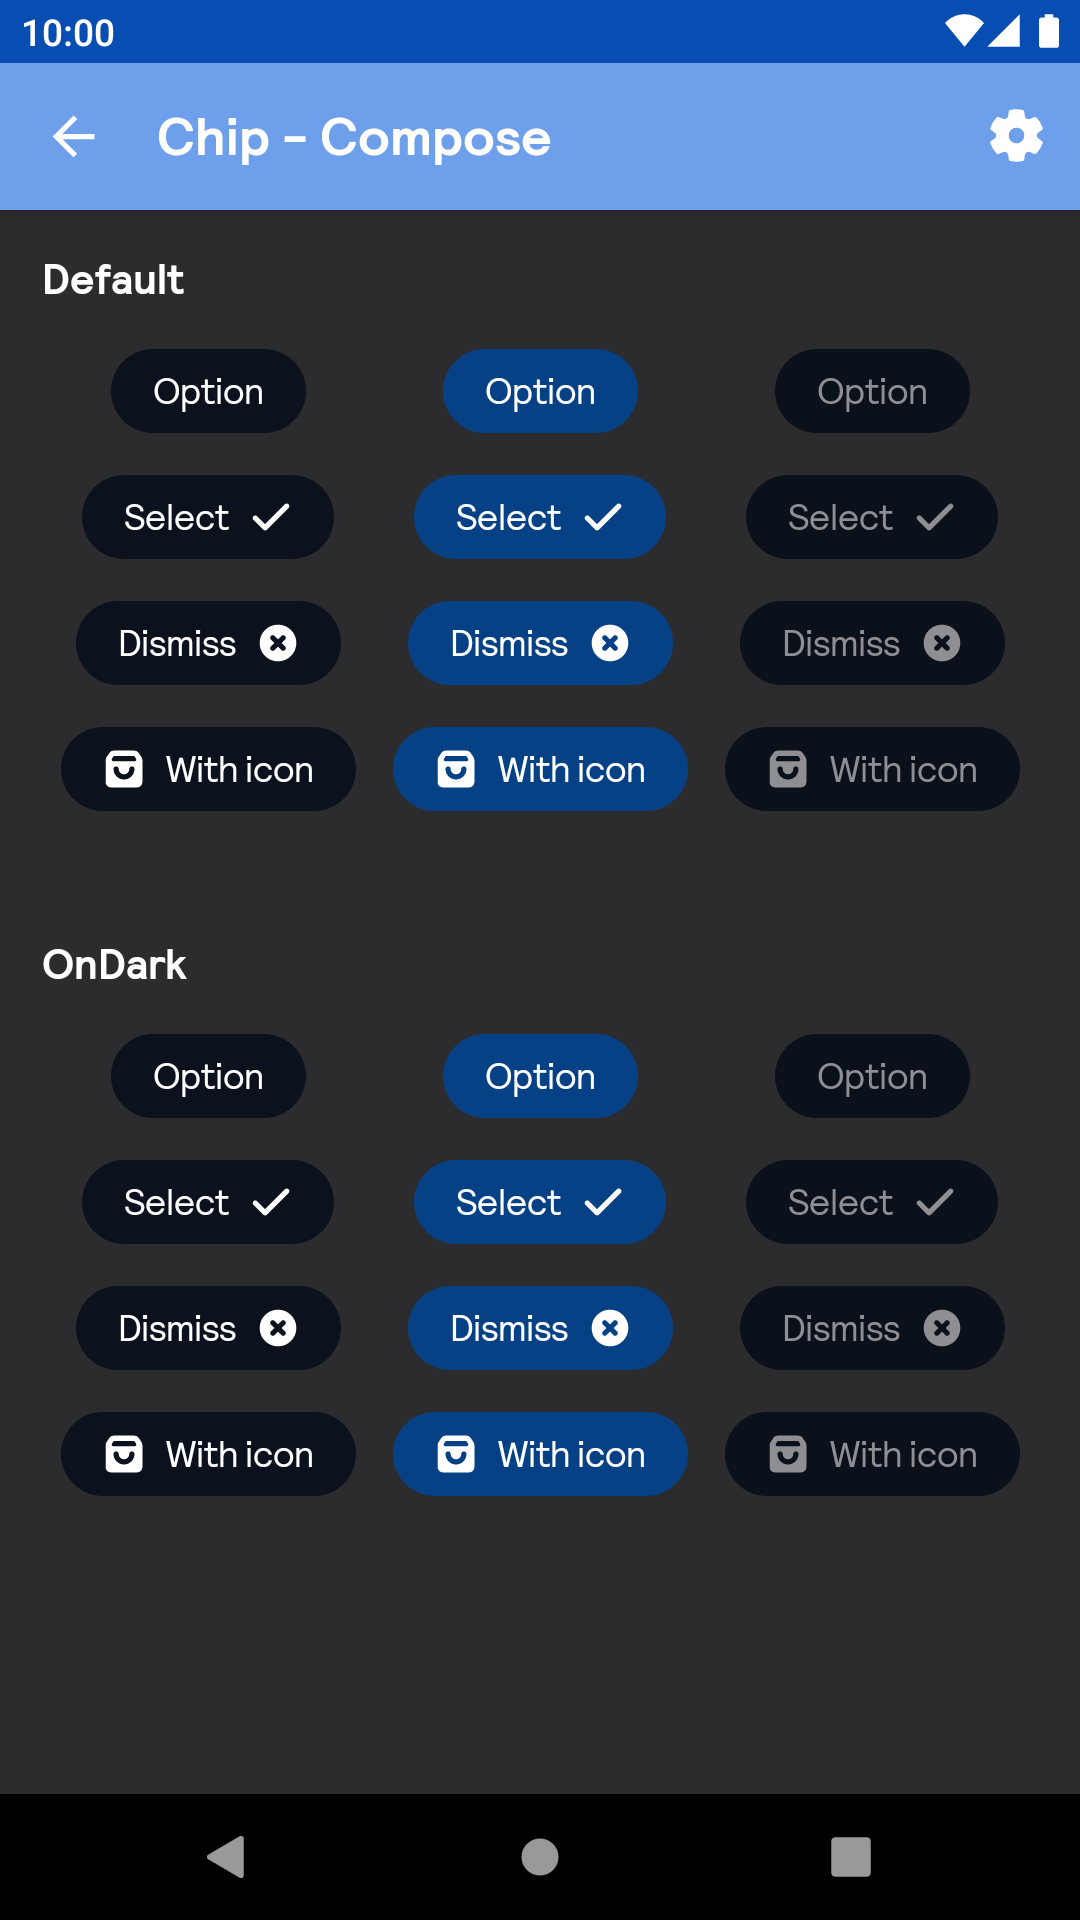 10:00
Chip - Compose
Default
Option Option Option
Select Select Select
Dismiss Dismiss Dismiss
With icon With icon With icon
OnDark
Option Option Option
Select Select Select
Dismiss Dismiss Dismiss
With icon With icon With icon